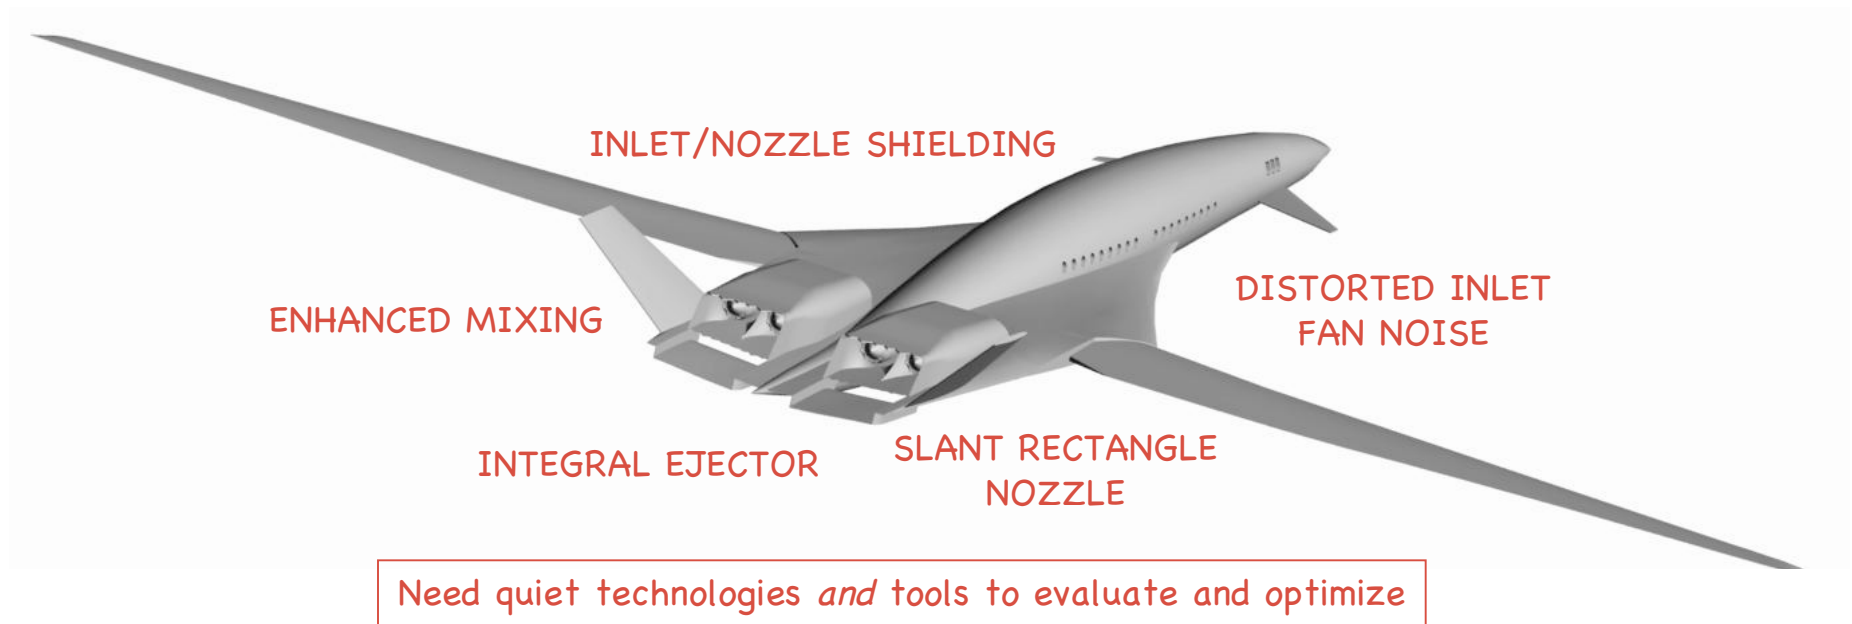 INLET/NOZZLE SHIELDING
DISTORTED INLET
FAN NOISE
ENHANCED MIXING
INTEGRAL EJECTOR
SLANT RECTANGLE
NOZZLE
Need quiet technologies and tools to evaluate and optimize